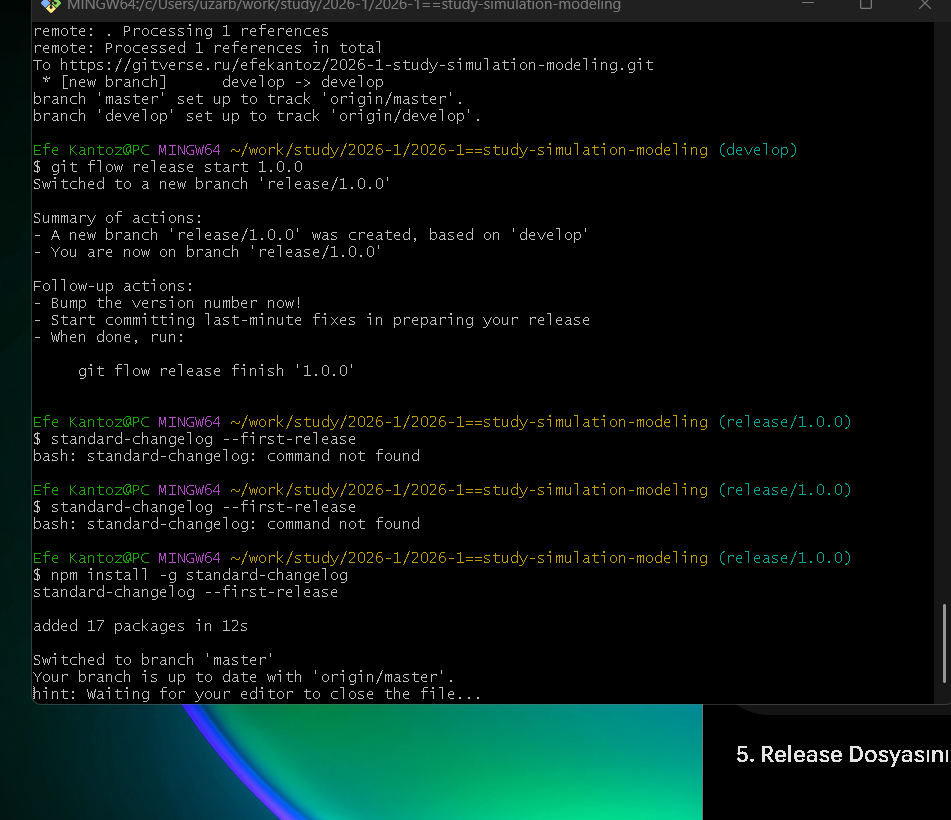 MINGW64:/c/Users/uzarb/work/study/2026-1/2026-1==study-simulation-modeling
remote: . Processing 1 references
remote: Processed 1 references in total
To https://gitverse.ru/efekantoz/2026-1-study-simulation-modeling.git
 * [new branch]      develop -> develop
branch 'master' set up to track 'origin/master'.
branch 'develop' set up to track 'origin/develop'.
Efe Kantoz@PC MINGW64 ~/work/study/2026-1/2026-1==study-simulation-modeling (develop)
$ git flow release start 1.0.0
Switched to a new branch 'release/1.0.0'
Summary of actions:
- A new branch 'release/1.0.0' was created, based on 'develop'
- You are now on branch 'release/1.0.0'
Follow-up actions:
- Bump the version number now!
- Start committing last-minute fixes in preparing your release
- When done, run:
     git flow release finish '1.0.0'
Efe Kantoz@PC MINGW64 ~/work/study/2026-1/2026-1==study-simulation-modeling (release/1.0.0)
$ standard-changelog --first-release
bash: standard-changelog: command not found
Efe Kantoz@PC MINGW64 ~/work/study/2026-1/2026-1==study-simulation-modeling (release/1.0.0)
$ standard-changelog --first-release
bash: standard-changelog: command not found
Efe Kantoz@PC MINGW64 ~/work/study/2026-1/2026-1==study-simulation-modeling (release/1.0.0)
$ npm install -g standard-changelog
standard-changelog --first-release
added 17 packages in 12s
Switched to branch 'master'
Your branch is up to date with 'origin/master'.
hint: Waiting for your editor to close the file...
5. Release Dosyasını